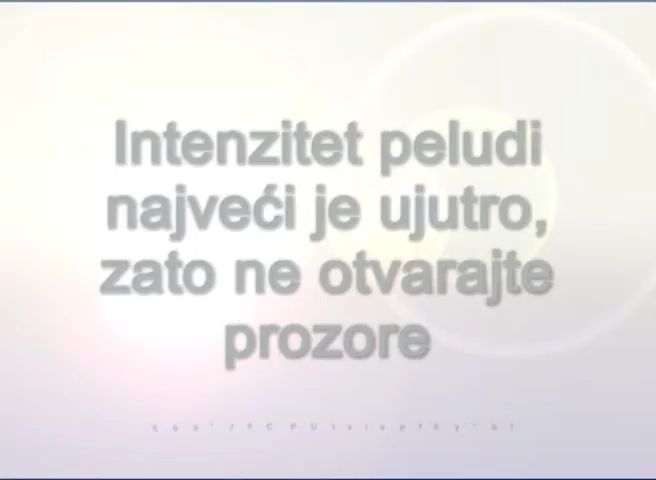 Intenzitet peludi
najveći je ujutro,
zato ne otvarajte
prozore